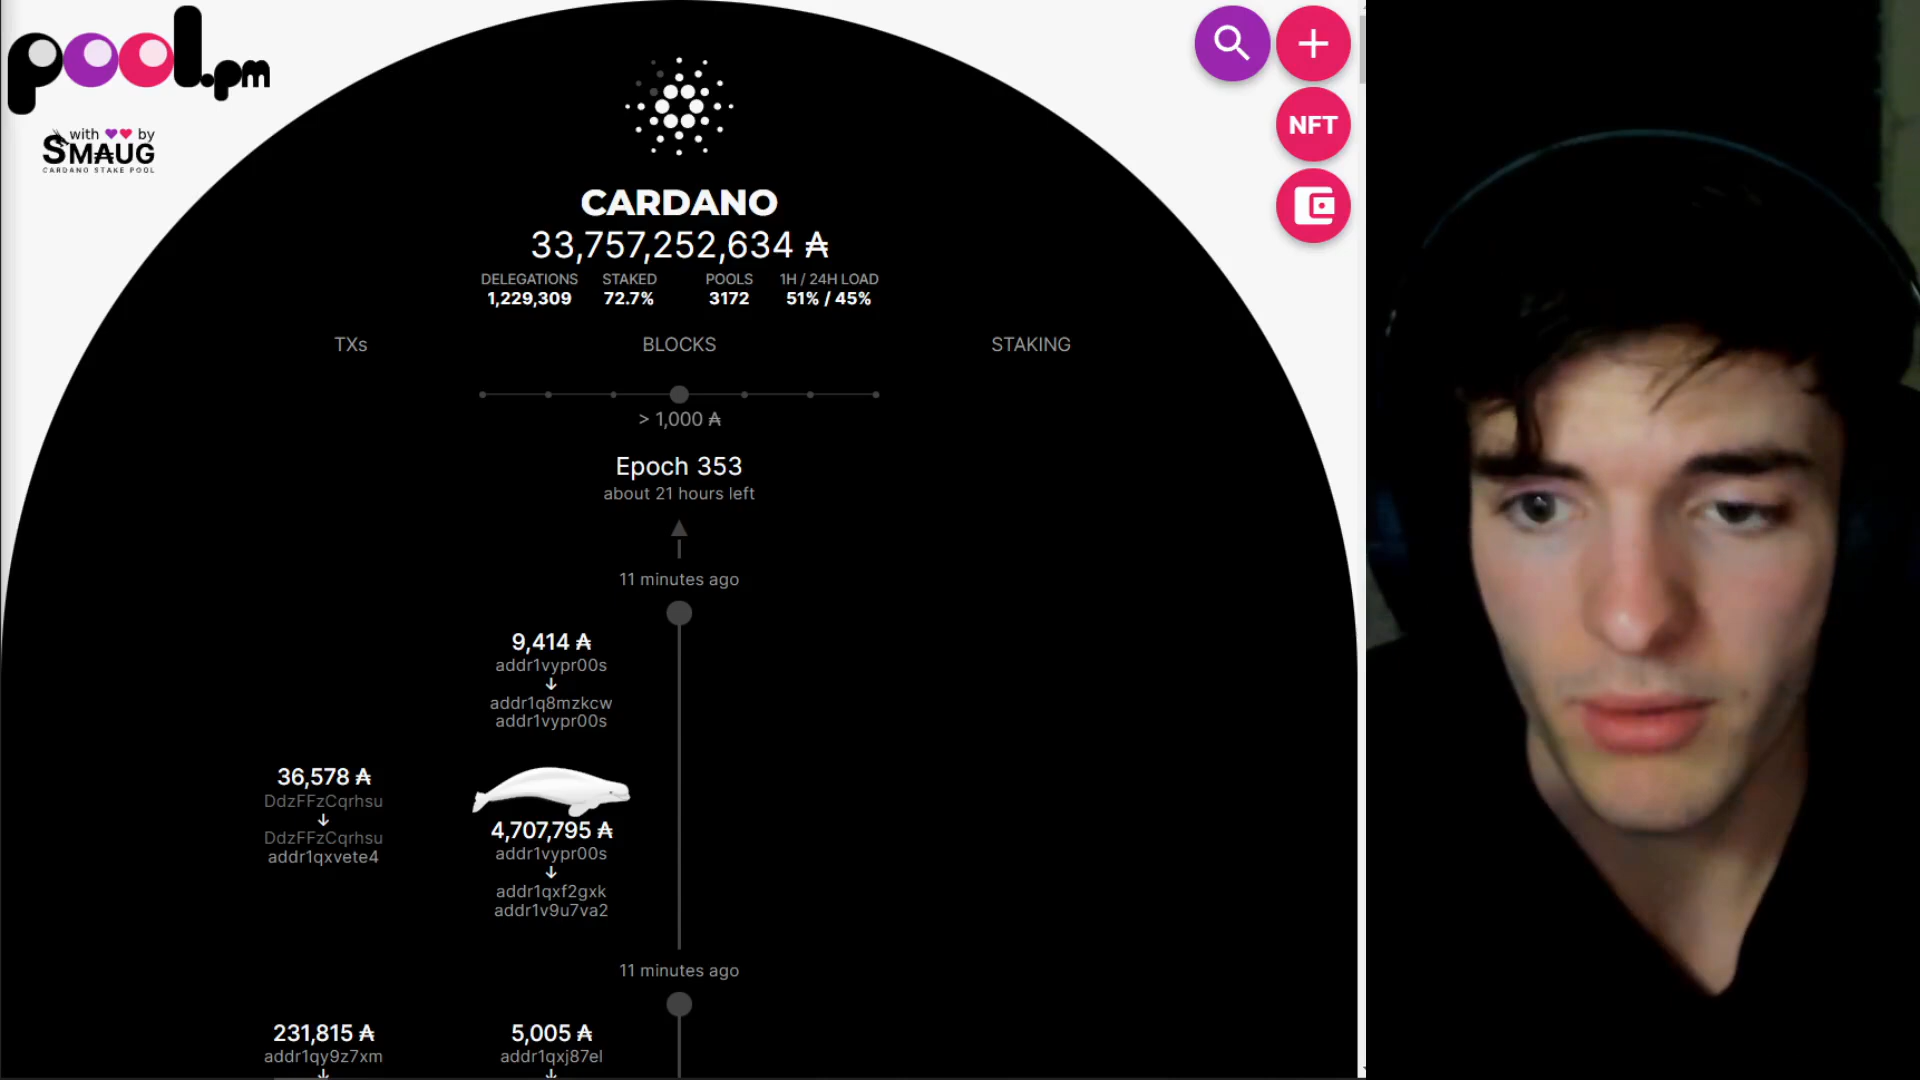 pool.pm
with by
SMAUG
CARDANO STAKE POOL
NFT
CARDANO
33,757,252,634 ₳
DELEGATIONS STAKED POOLS 1H / 24H LOAD
1,229,309 72.7% 3172 51% / 45%
TXs BLOCKS STAKING
> 1,000 ₳
Epoch 353
about 21 hours left
11 minutes ago
9,414 ₳
addr1vypr00s
↓
addr1q8mzkcw
addr1vypr00s
36,578 ₳
DdzFFzCqrhsu
↓
DdzFFzCqrhsu
addr1qxvete4
4,707,795 ₳
addr1vypr00s
↓
addr1qxf2gxk
addr1v9u7va2
11 minutes ago
231,815 ₳
addr1qy9z7xm
5,005 ₳
addr1qxj87el